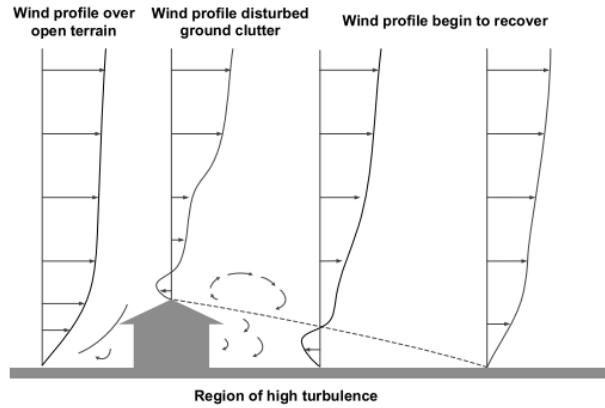 Wind profile over
open terrain
Wind profile disturbed
ground clutter
Wind profile begin to recover
Region of high turbulence